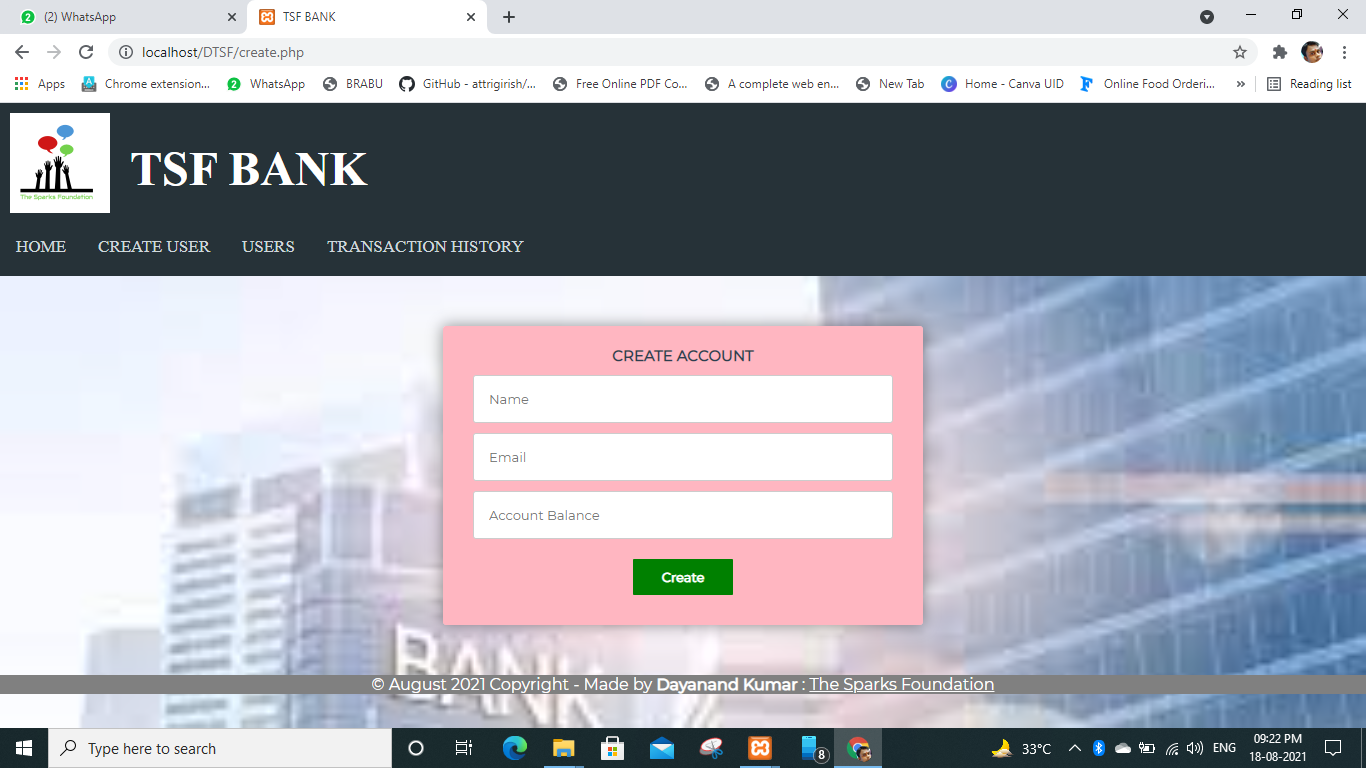 (2) WhatsApp
TSF BANK
localhost/DTSF/create.php
Apps
Chrome extension...
2
WhatsApp
BRABU
GitHub - attrigirish/...
Free Online PDF Co...
A complete web en...
New Tab
Home - Canva UID
Online Food Orderi...
»
Reading list
The Sparks Foundation
TSF BANK
HOME
CREATE USER
USERS
TRANSACTION HISTORY
CREATE ACCOUNT
Name
Email
Account Balance
Create
BANK
© August 2021 Copyright - Made by Dayanand Kumar : The Sparks Foundation
Type here to search
8
33°C
ENG
09:22 PM
18-08-2021